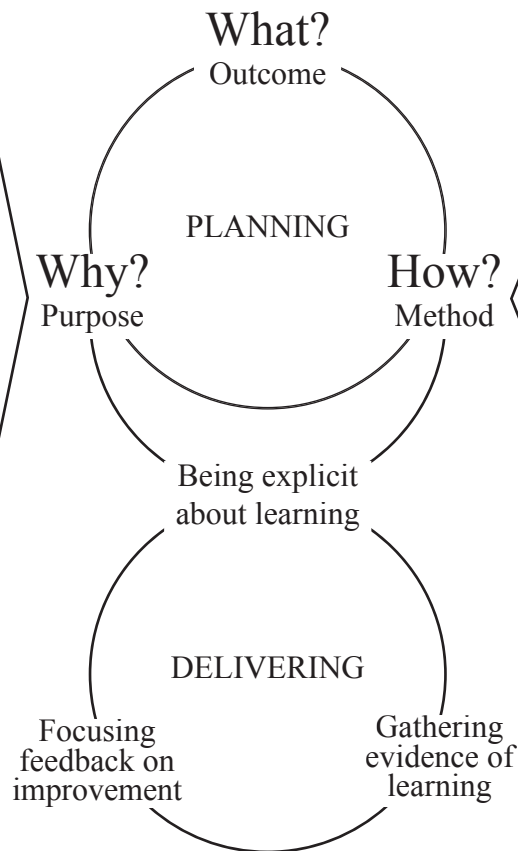 What?
Outcome
PLANNING
Why?
Purpose
How?
Method
Being explicit
about learning
DELIVERING
Focusing
feedback on
improvement
Gathering
evidence of
learning